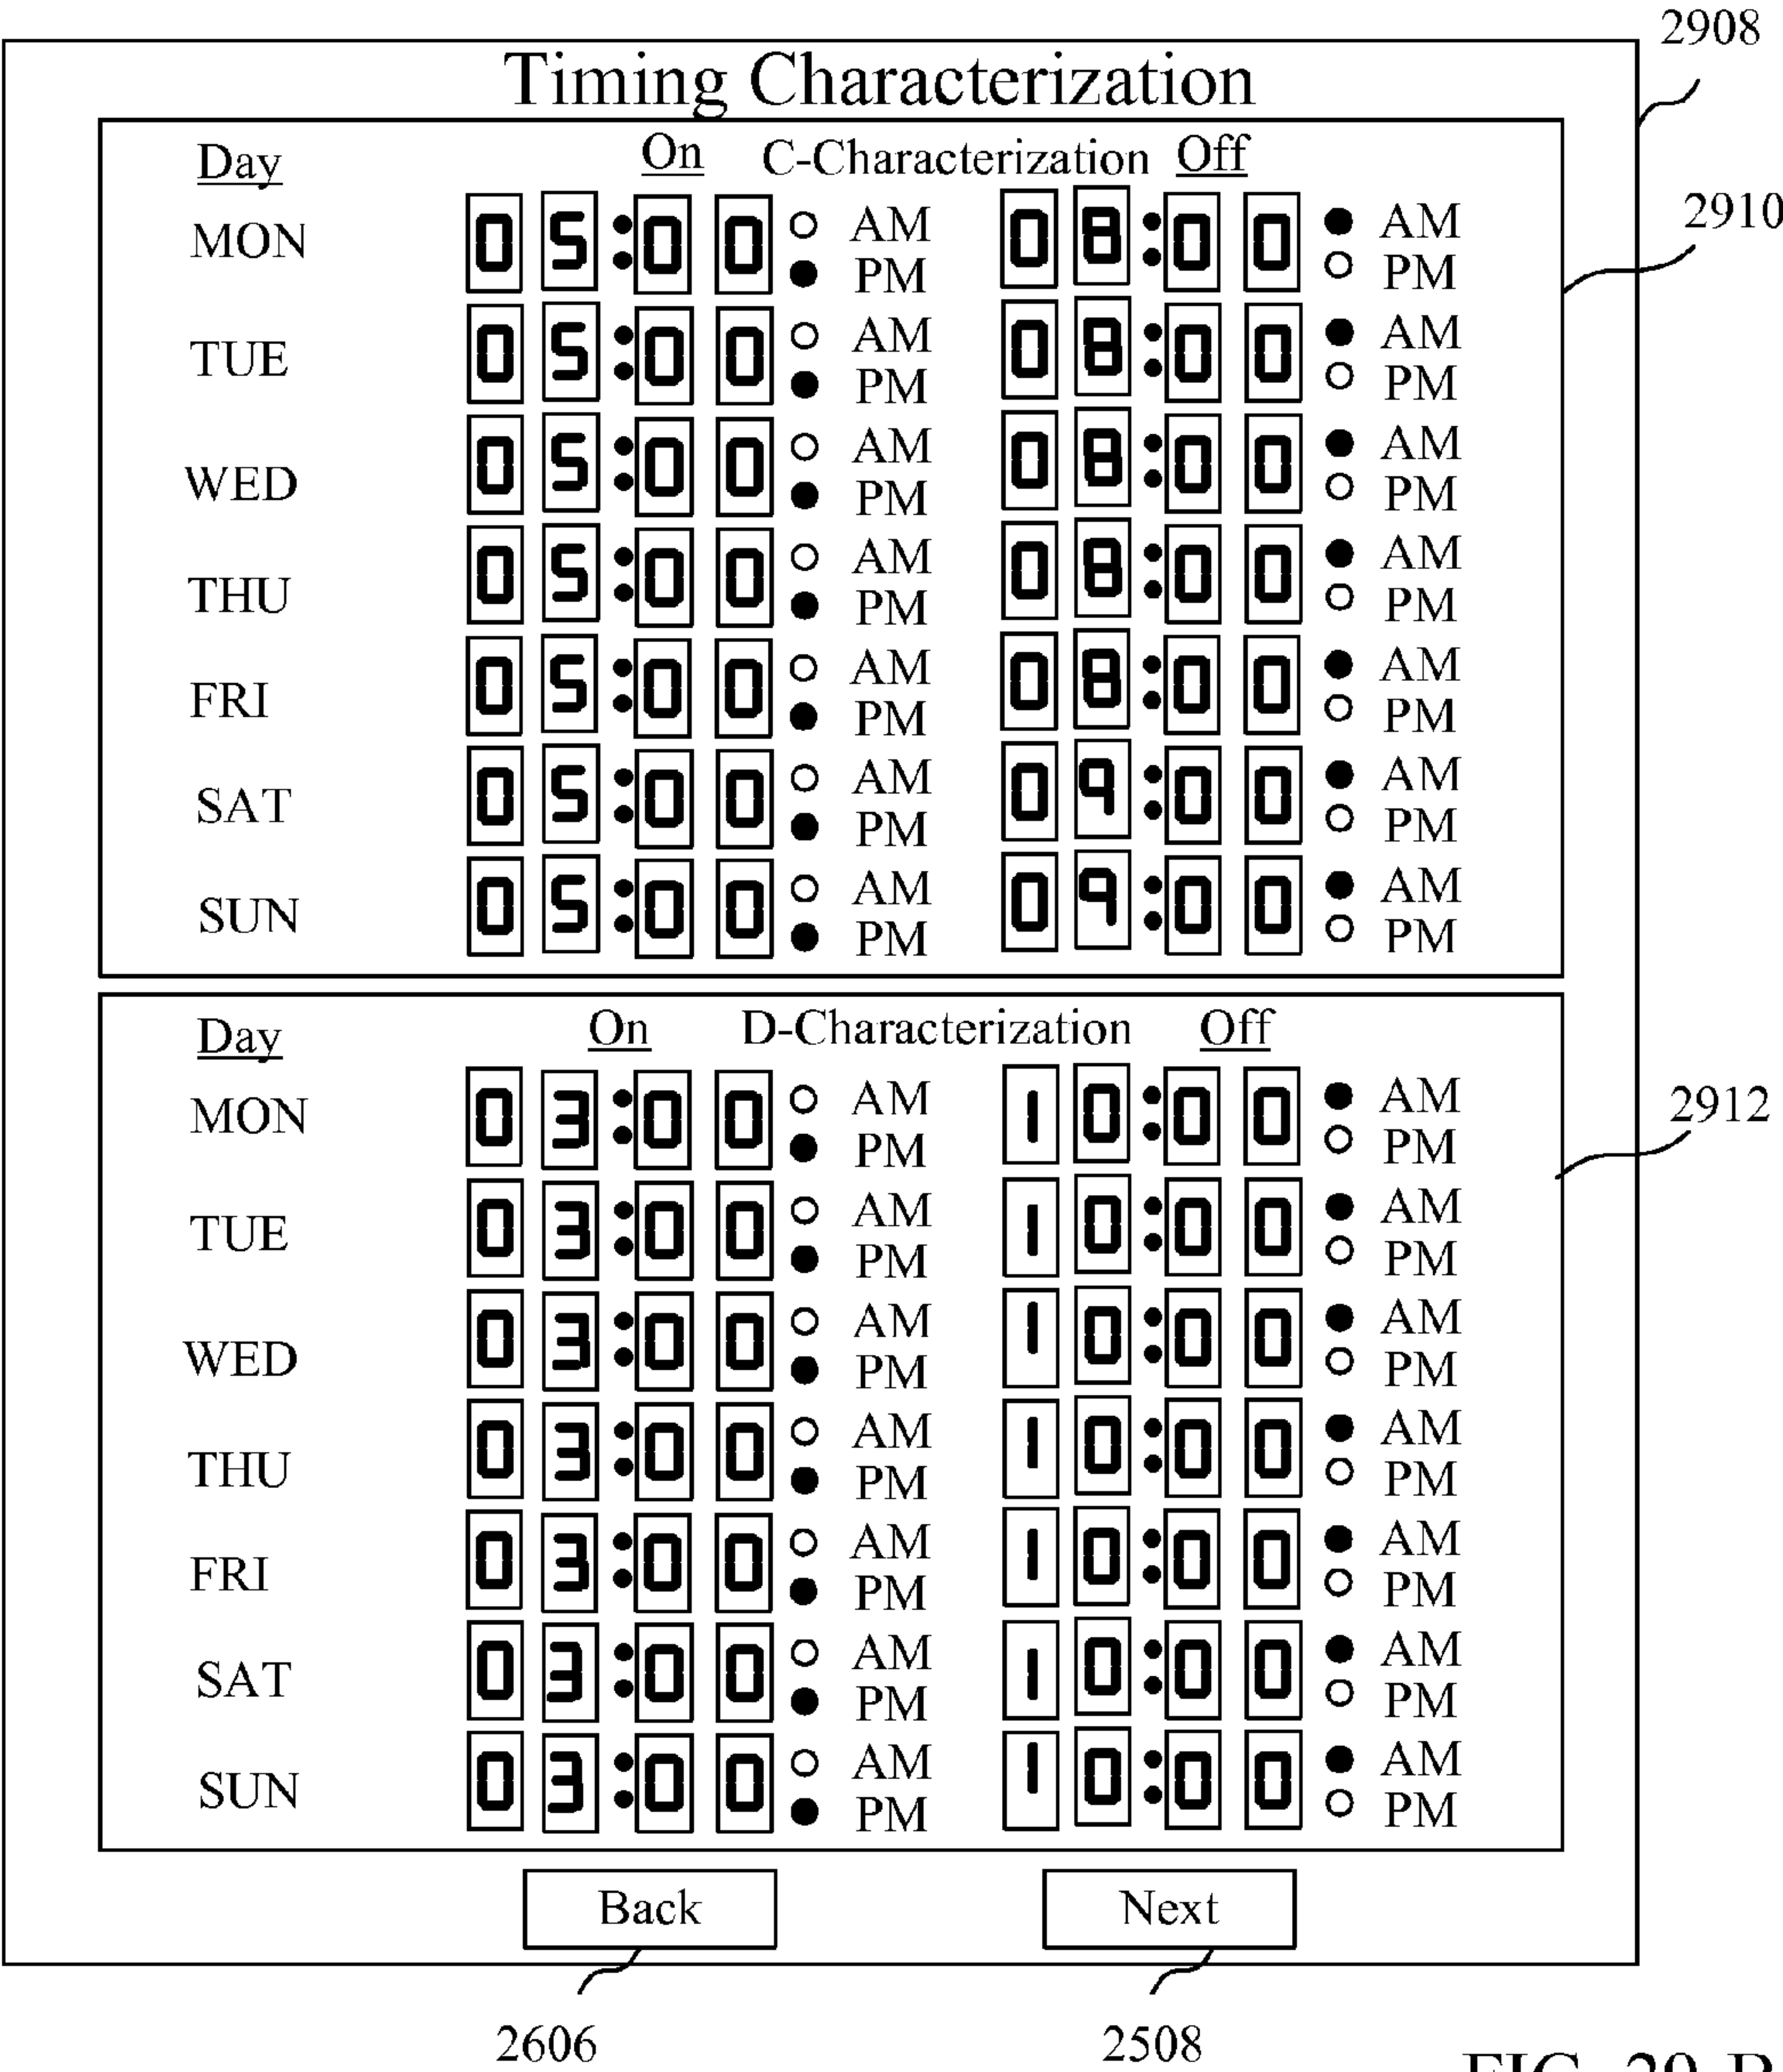 2908
Timing Characterization
Day On C-Characterization Off
2910
MON 05:00 AM PM 08:00 AM PM
TUE 05:00 AM PM 08:00 AM PM
WED 05:00 AM PM 08:00 AM PM
THU 05:00 AM PM 08:00 AM PM
FRI 05:00 AM PM 08:00 AM PM
SAT 05:00 AM PM 09:00 AM PM
SUN 05:00 AM PM 09:00 AM PM
Day On D-Characterization Off
2912
MON 03:00 AM PM 10:00 AM PM
TUE 03:00 AM PM 10:00 AM PM
WED 03:00 AM PM 10:00 AM PM
THU 03:00 AM PM 10:00 AM PM
FRI 03:00 AM PM 10:00 AM PM
SAT 03:00 AM PM 10:00 AM PM
SUN 03:00 AM PM 10:00 AM PM
Back Next
2606 2508